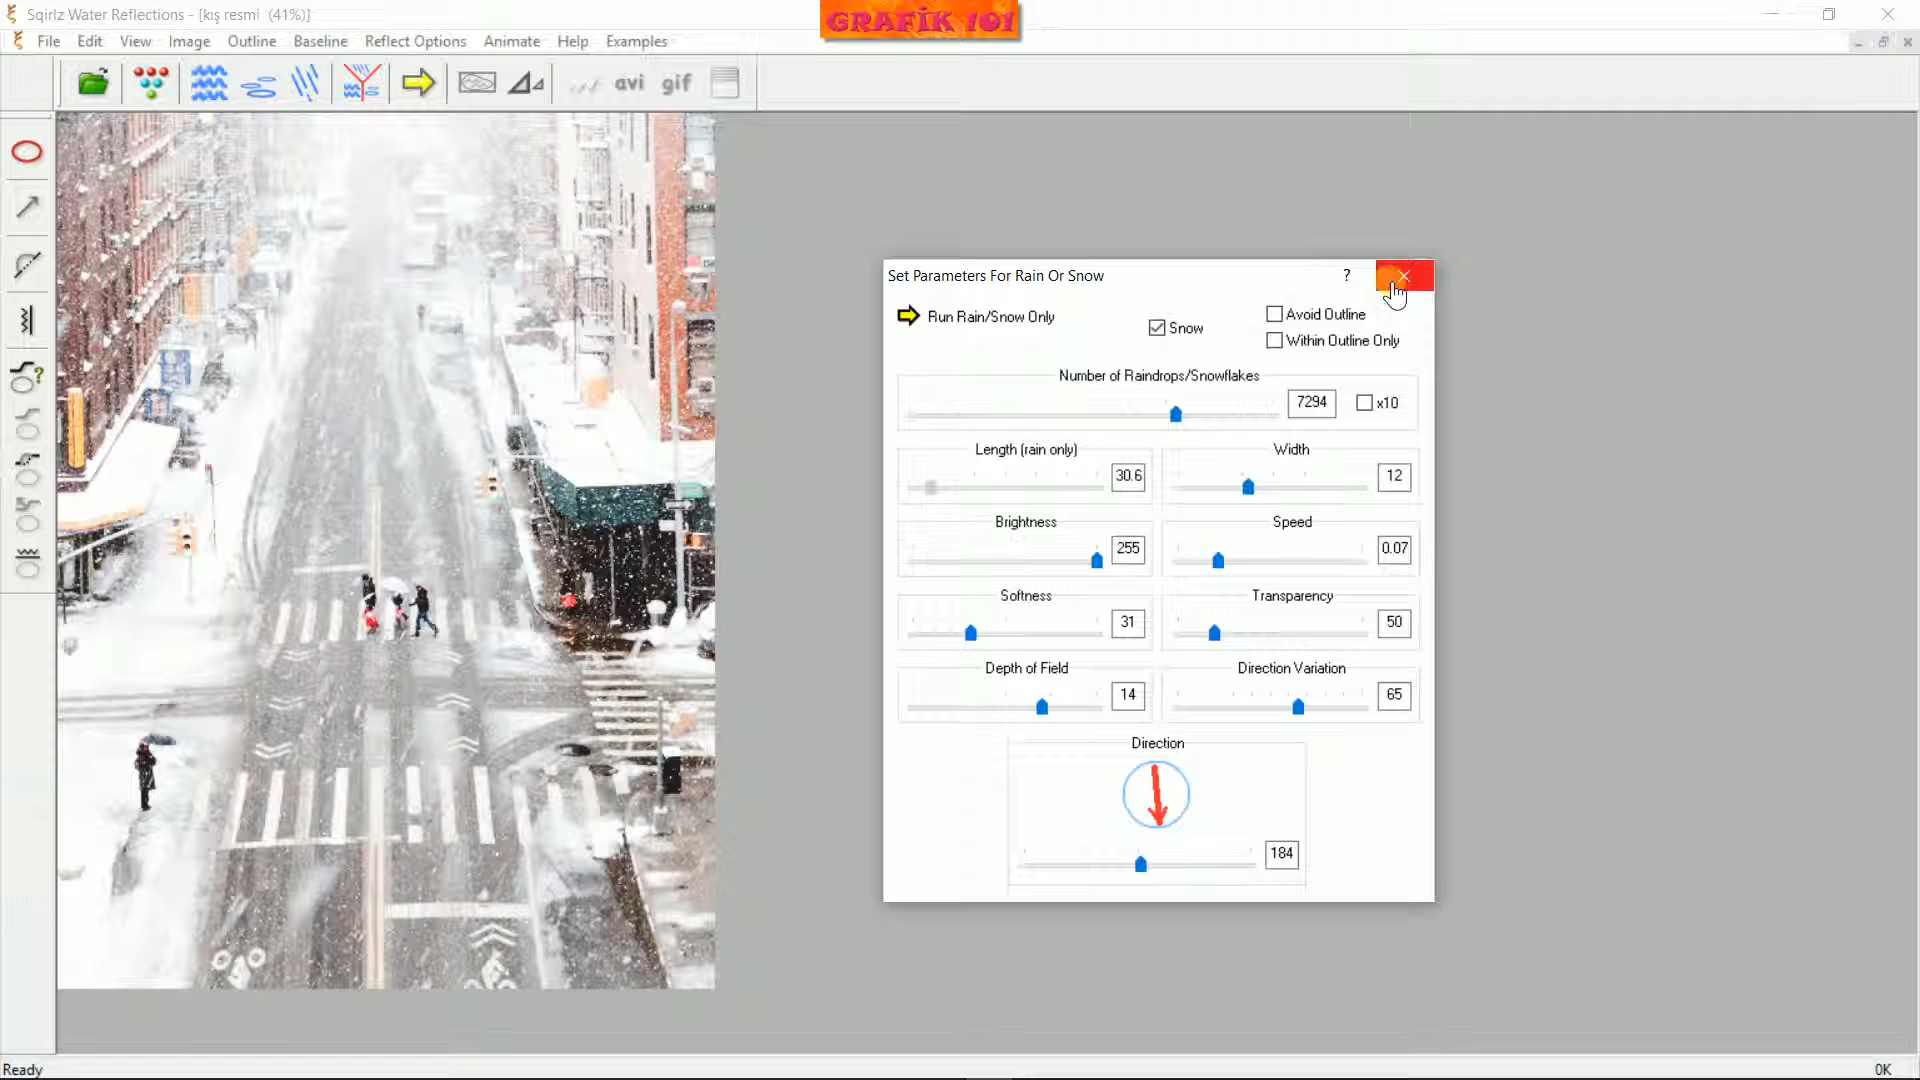 Sqirlz Water Reflections - [kış resmi (41%)]
GRAFİK 101
File Edit View Image Outline Baseline Reflect Options Animate Help Examples
avi gif
Set Parameters For Rain Or Snow ?
Run Rain/Snow Only
Snow
Avoid Outline
Within Outline Only
Number of Raindrops/Snowflakes
7294 x10
Length (rain only) Width
30.6 12
Brightness Speed
255 0.07
Softness Transparency
31 50
Depth of Field Direction Variation
14 65
Direction
184
Ready 0K